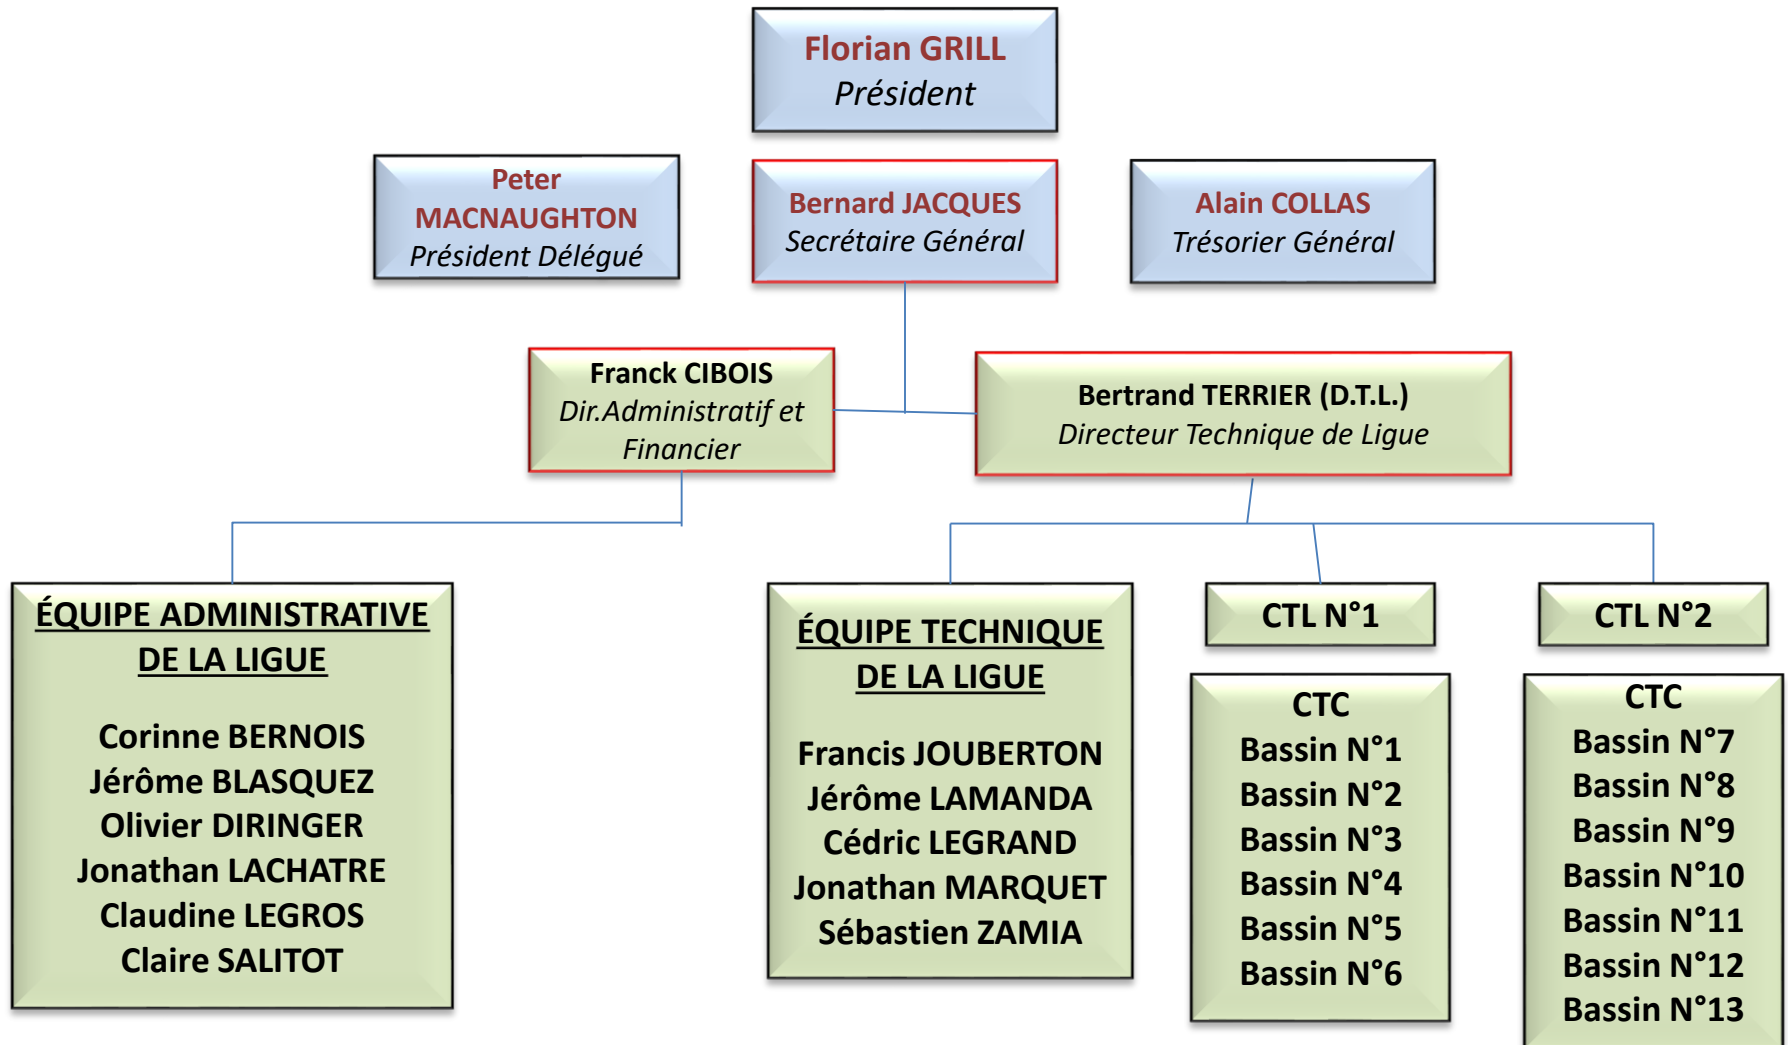 Florian GRILL
Président
Peter
MACNAUGHTON
Président Délégué
Bernard JACQUES
Secrétaire Général
Alain COLLAS
Trésorier Général
Franck CIBOIS
Dir.Administratif et
Financier
Bertrand TERRIER (D.T.L.)
Directeur Technique de Ligue
ÉQUIPE ADMINISTRATIVE
DE LA LIGUE
Corinne BERNOIS
Jérôme BLASQUEZ
Olivier DIRINGER
Jonathan LACHATRE
Claudine LEGROS
Claire SALITOT
ÉQUIPE TECHNIQUE
DE LA LIGUE
Francis JOUBERTON
Jérôme LAMANDA
Cédric LEGRAND
Jonathan MARQUET
Sébastien ZAMIA
CTL N°1
CTC
Bassin N°1
Bassin N°2
Bassin N°3
Bassin N°4
Bassin N°5
Bassin N°6
CTL N°2
CTC
Bassin N°7
Bassin N°8
Bassin N°9
Bassin N°10
Bassin N°11
Bassin N°12
Bassin N°13